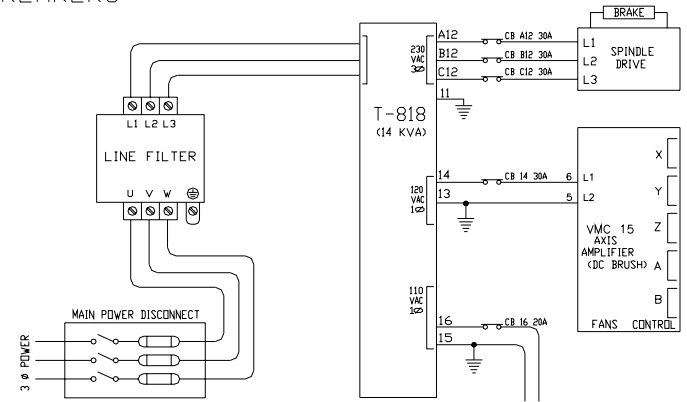 BRAKE
A12
CB A12 30A
L1
B12
CB B12 30A
L2
SPINDLE
DRIVE
C12
CB C12 30A
L3
230
VAC
3Ø
11
T-818
(14 KVA)
L1 L2 L3
LINE FILTER
U V W
14
CB 14 30A
6
L1
13
5
L2
120
VAC
1Ø
X
Y
Z
A
B
VMC 15
AXIS
AMPLIFIER
(DC BRUSH)
FANS
CONTROL
110
VAC
1Ø
16
CB 16 20A
15
MAIN POWER DISCONNECT
3 Ø POWER